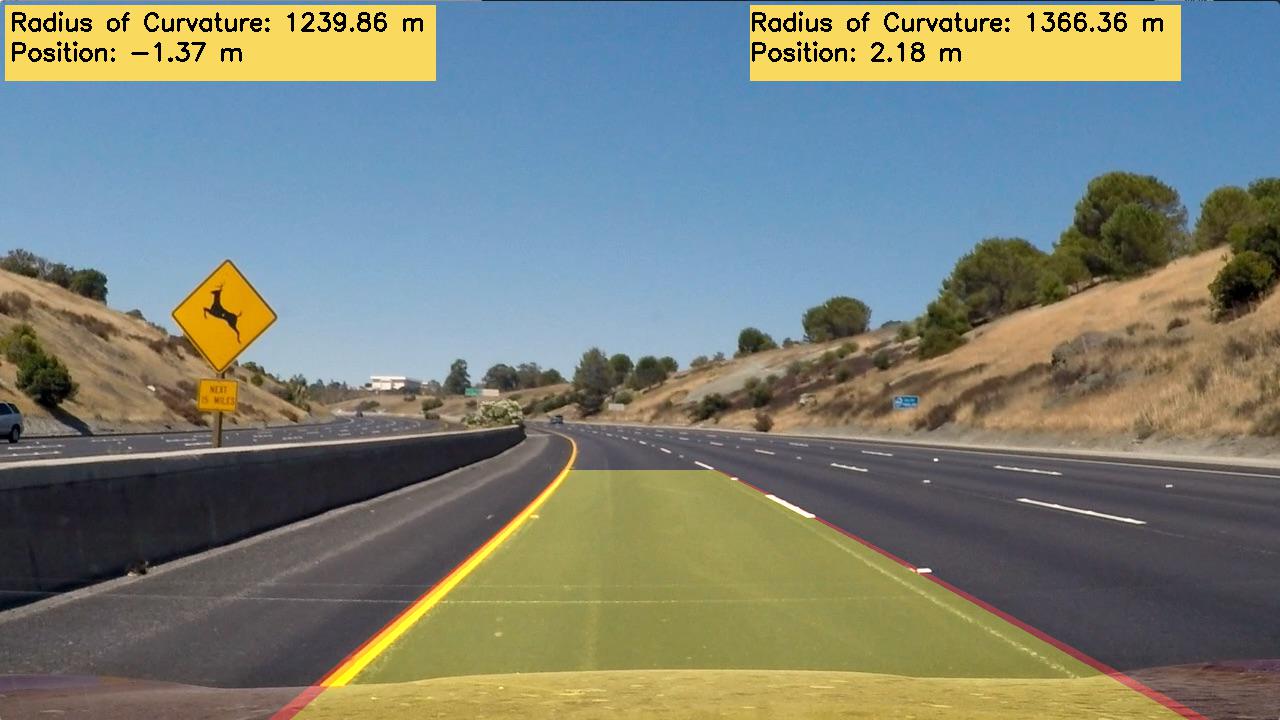 Radius of Curvature: 1239.86 m
Position: −1.37 m
Radius of Curvature: 1366.36 m
Position: 2.18 m
NEXT
15 MILES